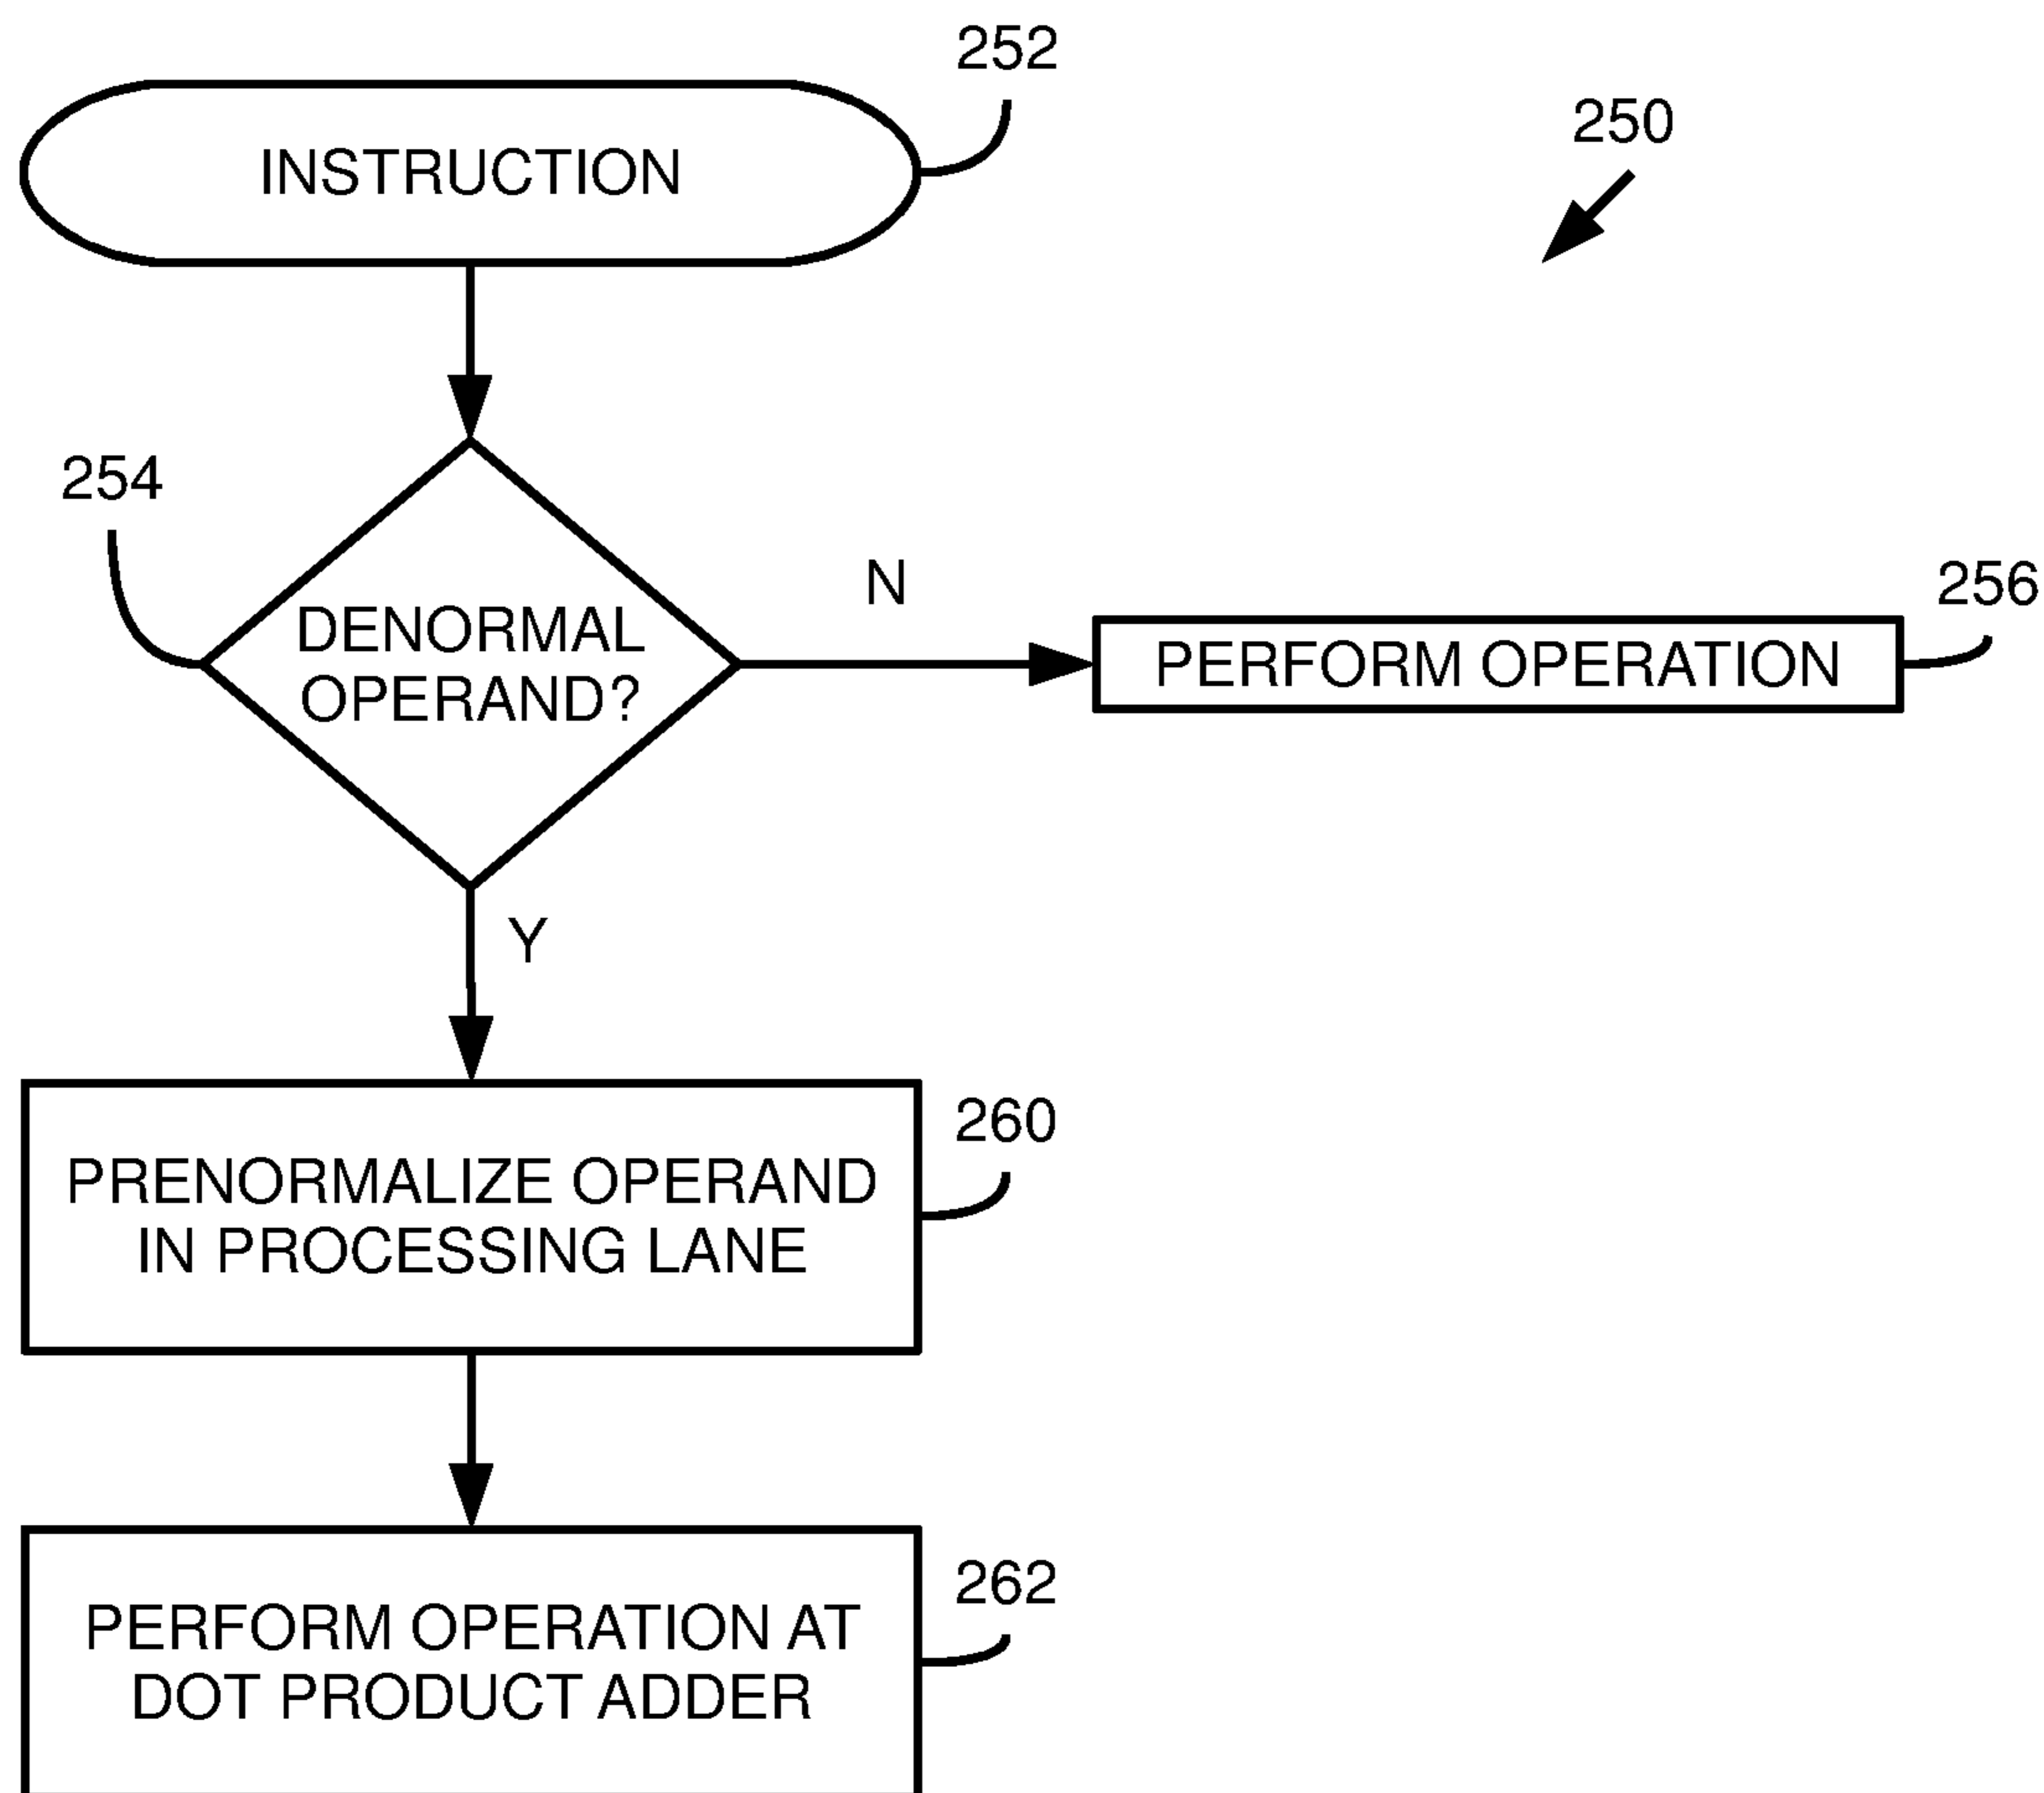 252
250
INSTRUCTION
254
DENORMAL
OPERAND?
N
256
PERFORM OPERATION
Y
260
PRENORMALIZE OPERAND
IN PROCESSING LANE
262
PERFORM OPERATION AT
DOT PRODUCT ADDER